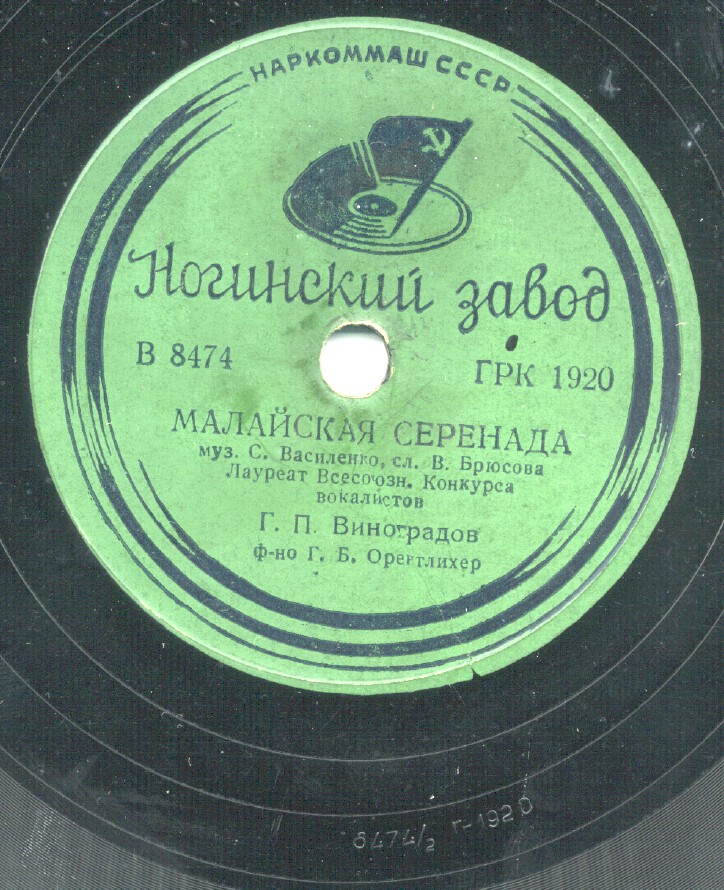 НАРКОММАШ СССР
Ногинский завод
В 8474
ГРК 1920
МАЛАЙСКАЯ СЕРЕНАДА
муз. С. Василенко, сл. В. Брюсова
Лауреат Всесоюзн. Конкурса
вокалистов
Г. П. Виноградов
ф-но Г. Б. Орентлихер
8474/2 г-1920